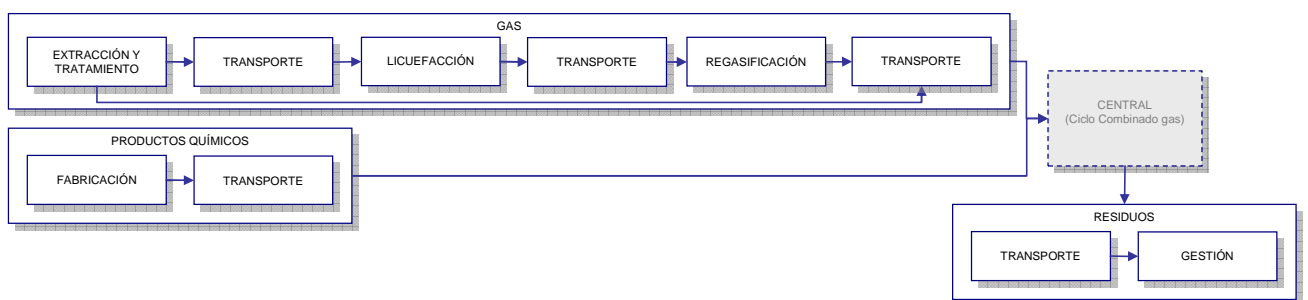 GAS
EXTRACCIÓN Y
TRATAMIENTO
TRANSPORTE
LICUEFACCIÓN
TRANSPORTE
REGASIFICACIÓN
TRANSPORTE
CENTRAL
(Ciclo Combinado gas)
PRODUCTOS QUÍMICOS
FABRICACIÓN
TRANSPORTE
RESIDUOS
TRANSPORTE
GESTIÓN